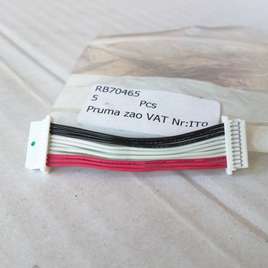 RB70465
5 Pcs
Pruma zao VAT Nr:IT0